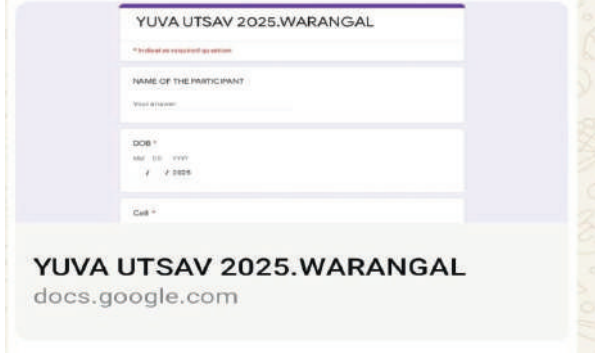 YUVA UTSAV 2025.WARANGAL
* Indicates required question
NAME OF THE PARTICIPANT
Your answer
DOB *
MM DD YYYY
/ / 2025
Cell *
YUVA UTSAV 2025.WARANGAL
docs.google.com